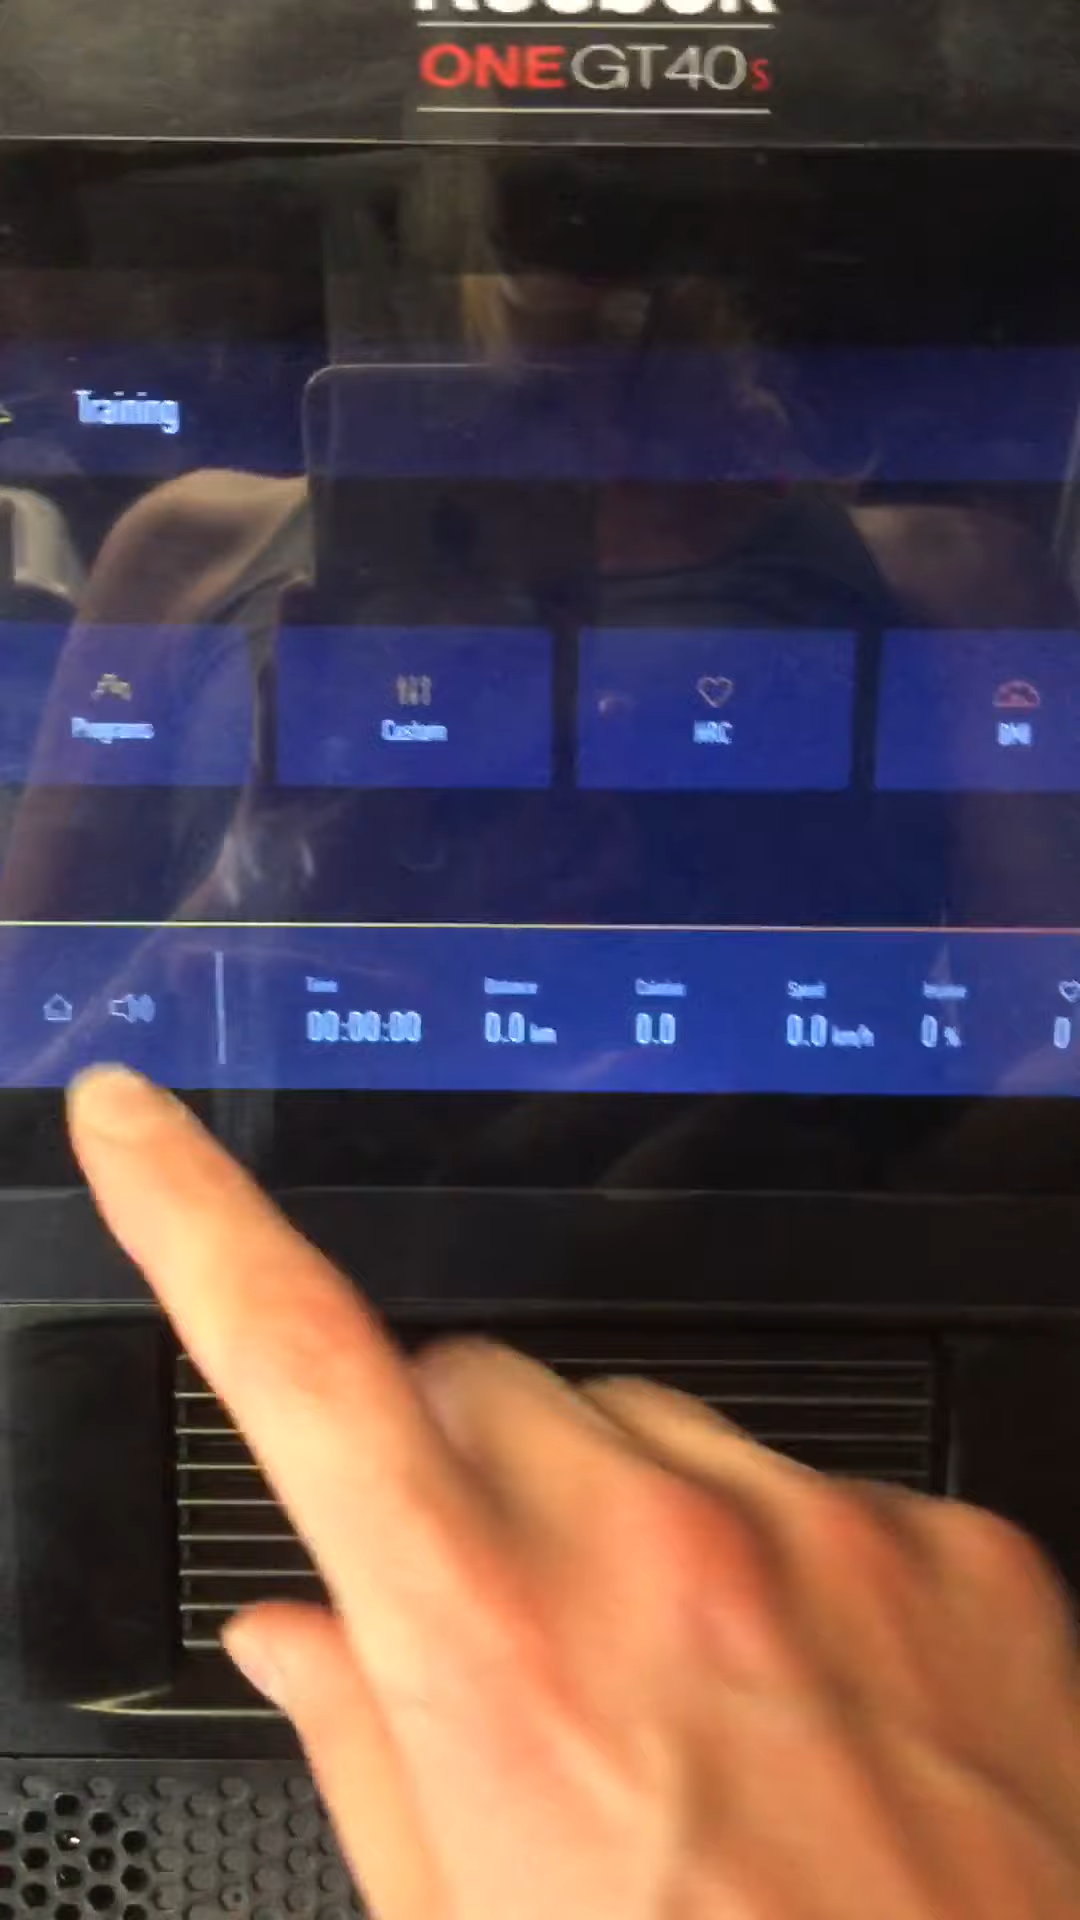 Reebok
ONE GT40s
Training
Programs
Custom
HRC
BMI
Time
Distance
Calories
Speed
Incline
00:00:00
0.0 km
0.0
0.0 km/h
0 %
0